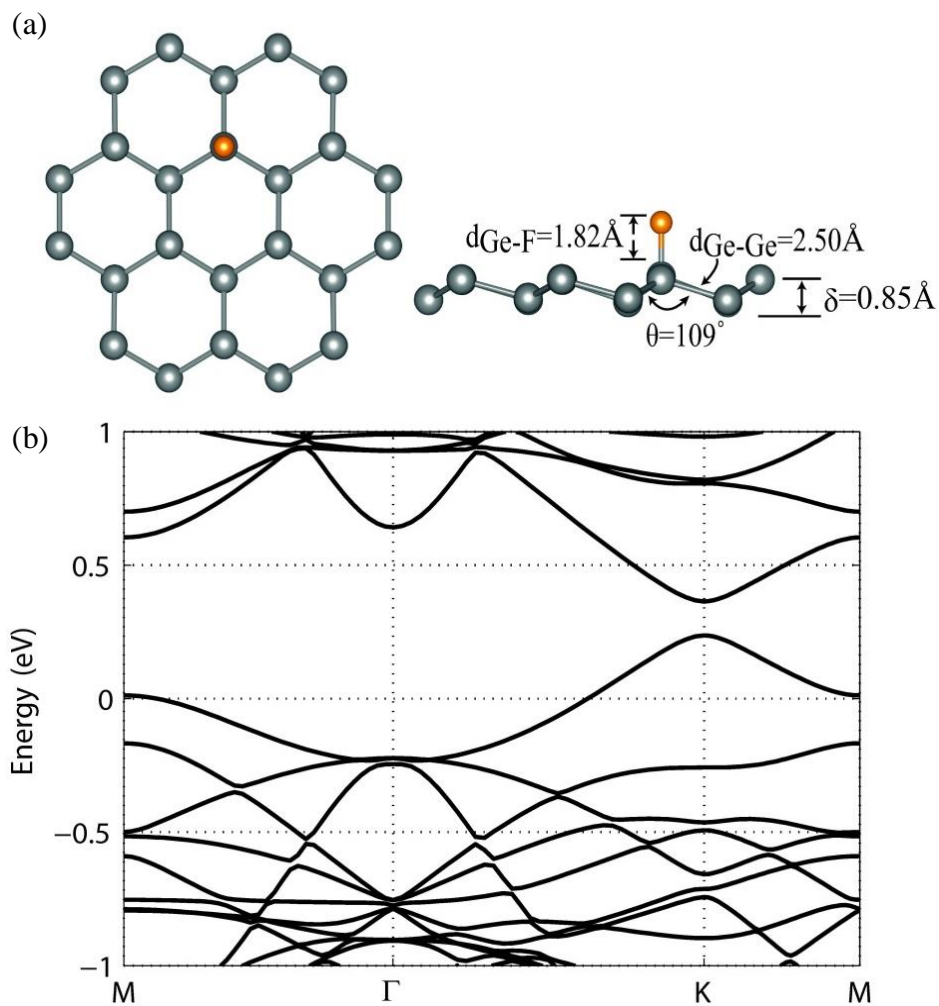 (a)
dGe-F=1.82Å
dGe-Ge=2.50Å
δ=0.85Å
θ=109°
(b)
1
0.5
0
−0.5
−1
Energy (eV)
M
Γ
K
M